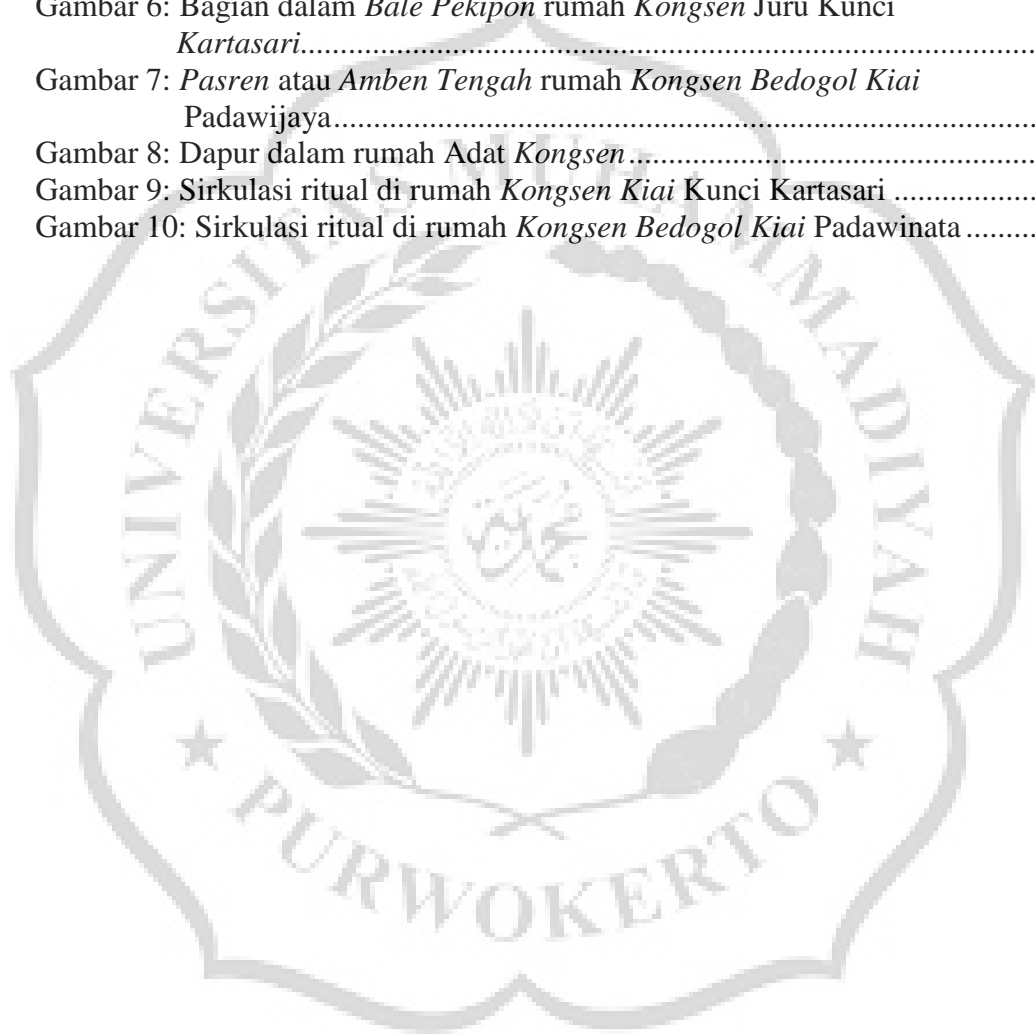 Gambar 6: Bagian dalam Bale Pekipon rumah Kongsen Juru Kunci
Kartasari.............................................................................................
Gambar 7: Pasren atau Amben Tengah rumah Kongsen Bedogol Kiai
Padawijaya.........................................................................................
Gambar 8: Dapur dalam rumah Adat Kongsen ...................................................
Gambar 9: Sirkulasi ritual di rumah Kongsen Kiai Kunci Kartasari ..................
Gambar 10: Sirkulasi ritual di rumah Kongsen Bedogol Kiai Padawinata .........
UNIVERSITAS MUHAMMADIYAH
★ PURWOKERTO ★